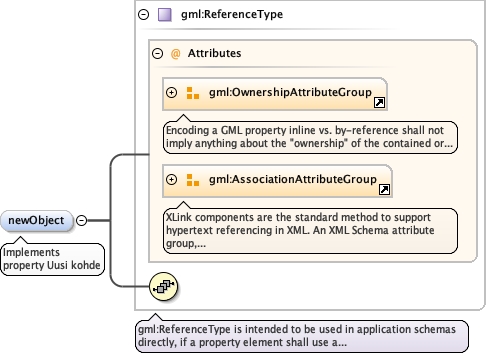 gml:ReferenceType
@ Attributes
gml:OwnershipAttributeGroup
Encoding a GML property inline vs. by-reference shall not
imply anything about the "ownership" of the contained or...
gml:AssociationAttributeGroup
XLink components are the standard method to support
hypertext referencing in XML. An XML Schema attribute
group,...
newObject
Implements
property Uusi kohde
gml:ReferenceType is intended to be used in application schemas
directly, if a property element shall use a...